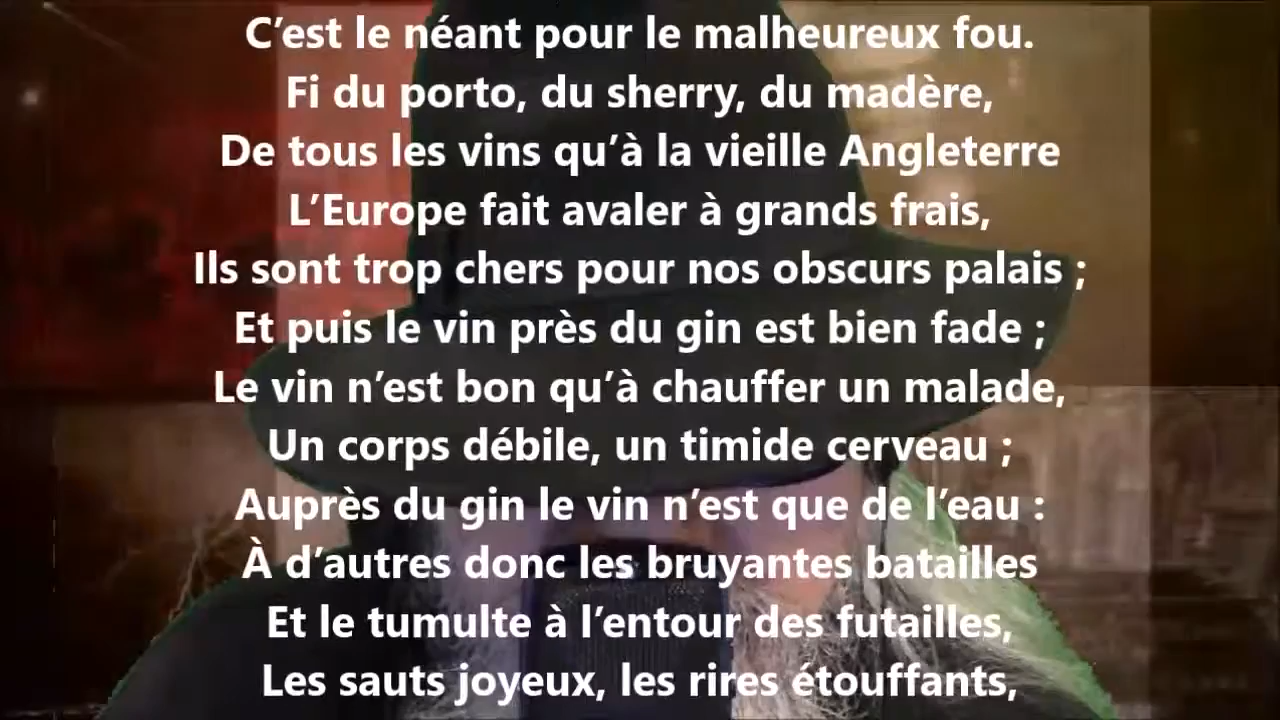 C’est le néant pour le malheureux fou.
Fi du porto, du sherry, du madère,
De tous les vins qu’à la vieille Angleterre
L’Europe fait avaler à grands frais,
Ils sont trop chers pour nos obscurs palais ;
Et puis le vin près du gin est bien fade ;
Le vin n’est bon qu’à chauffer un malade,
Un corps débile, un timide cerveau ;
Auprès du gin le vin n’est que de l’eau :
À d’autres donc les bruyantes batailles
Et le tumulte à l’entour des futailles,
Les sauts joyeux, les rires étouffants,